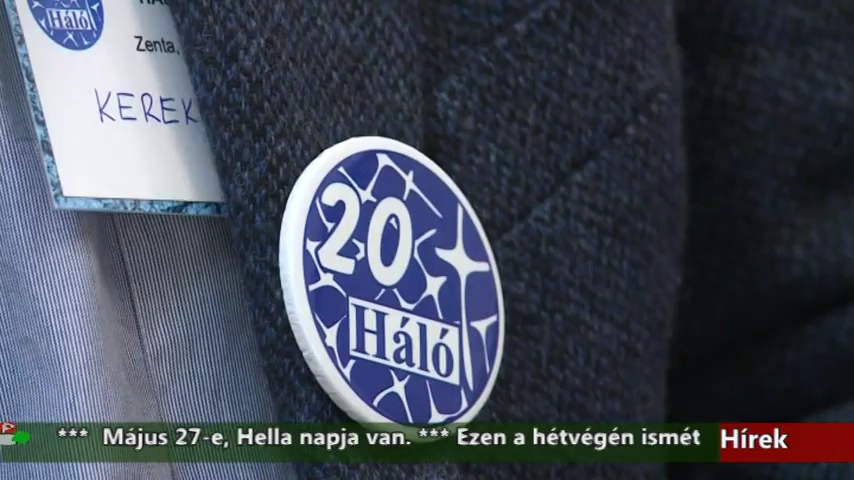 Háló
Zenta,
KEREK
20
Háló
*** Május 27-e, Hella napja van. *** Ezen a hétvégén ismét
Hírek